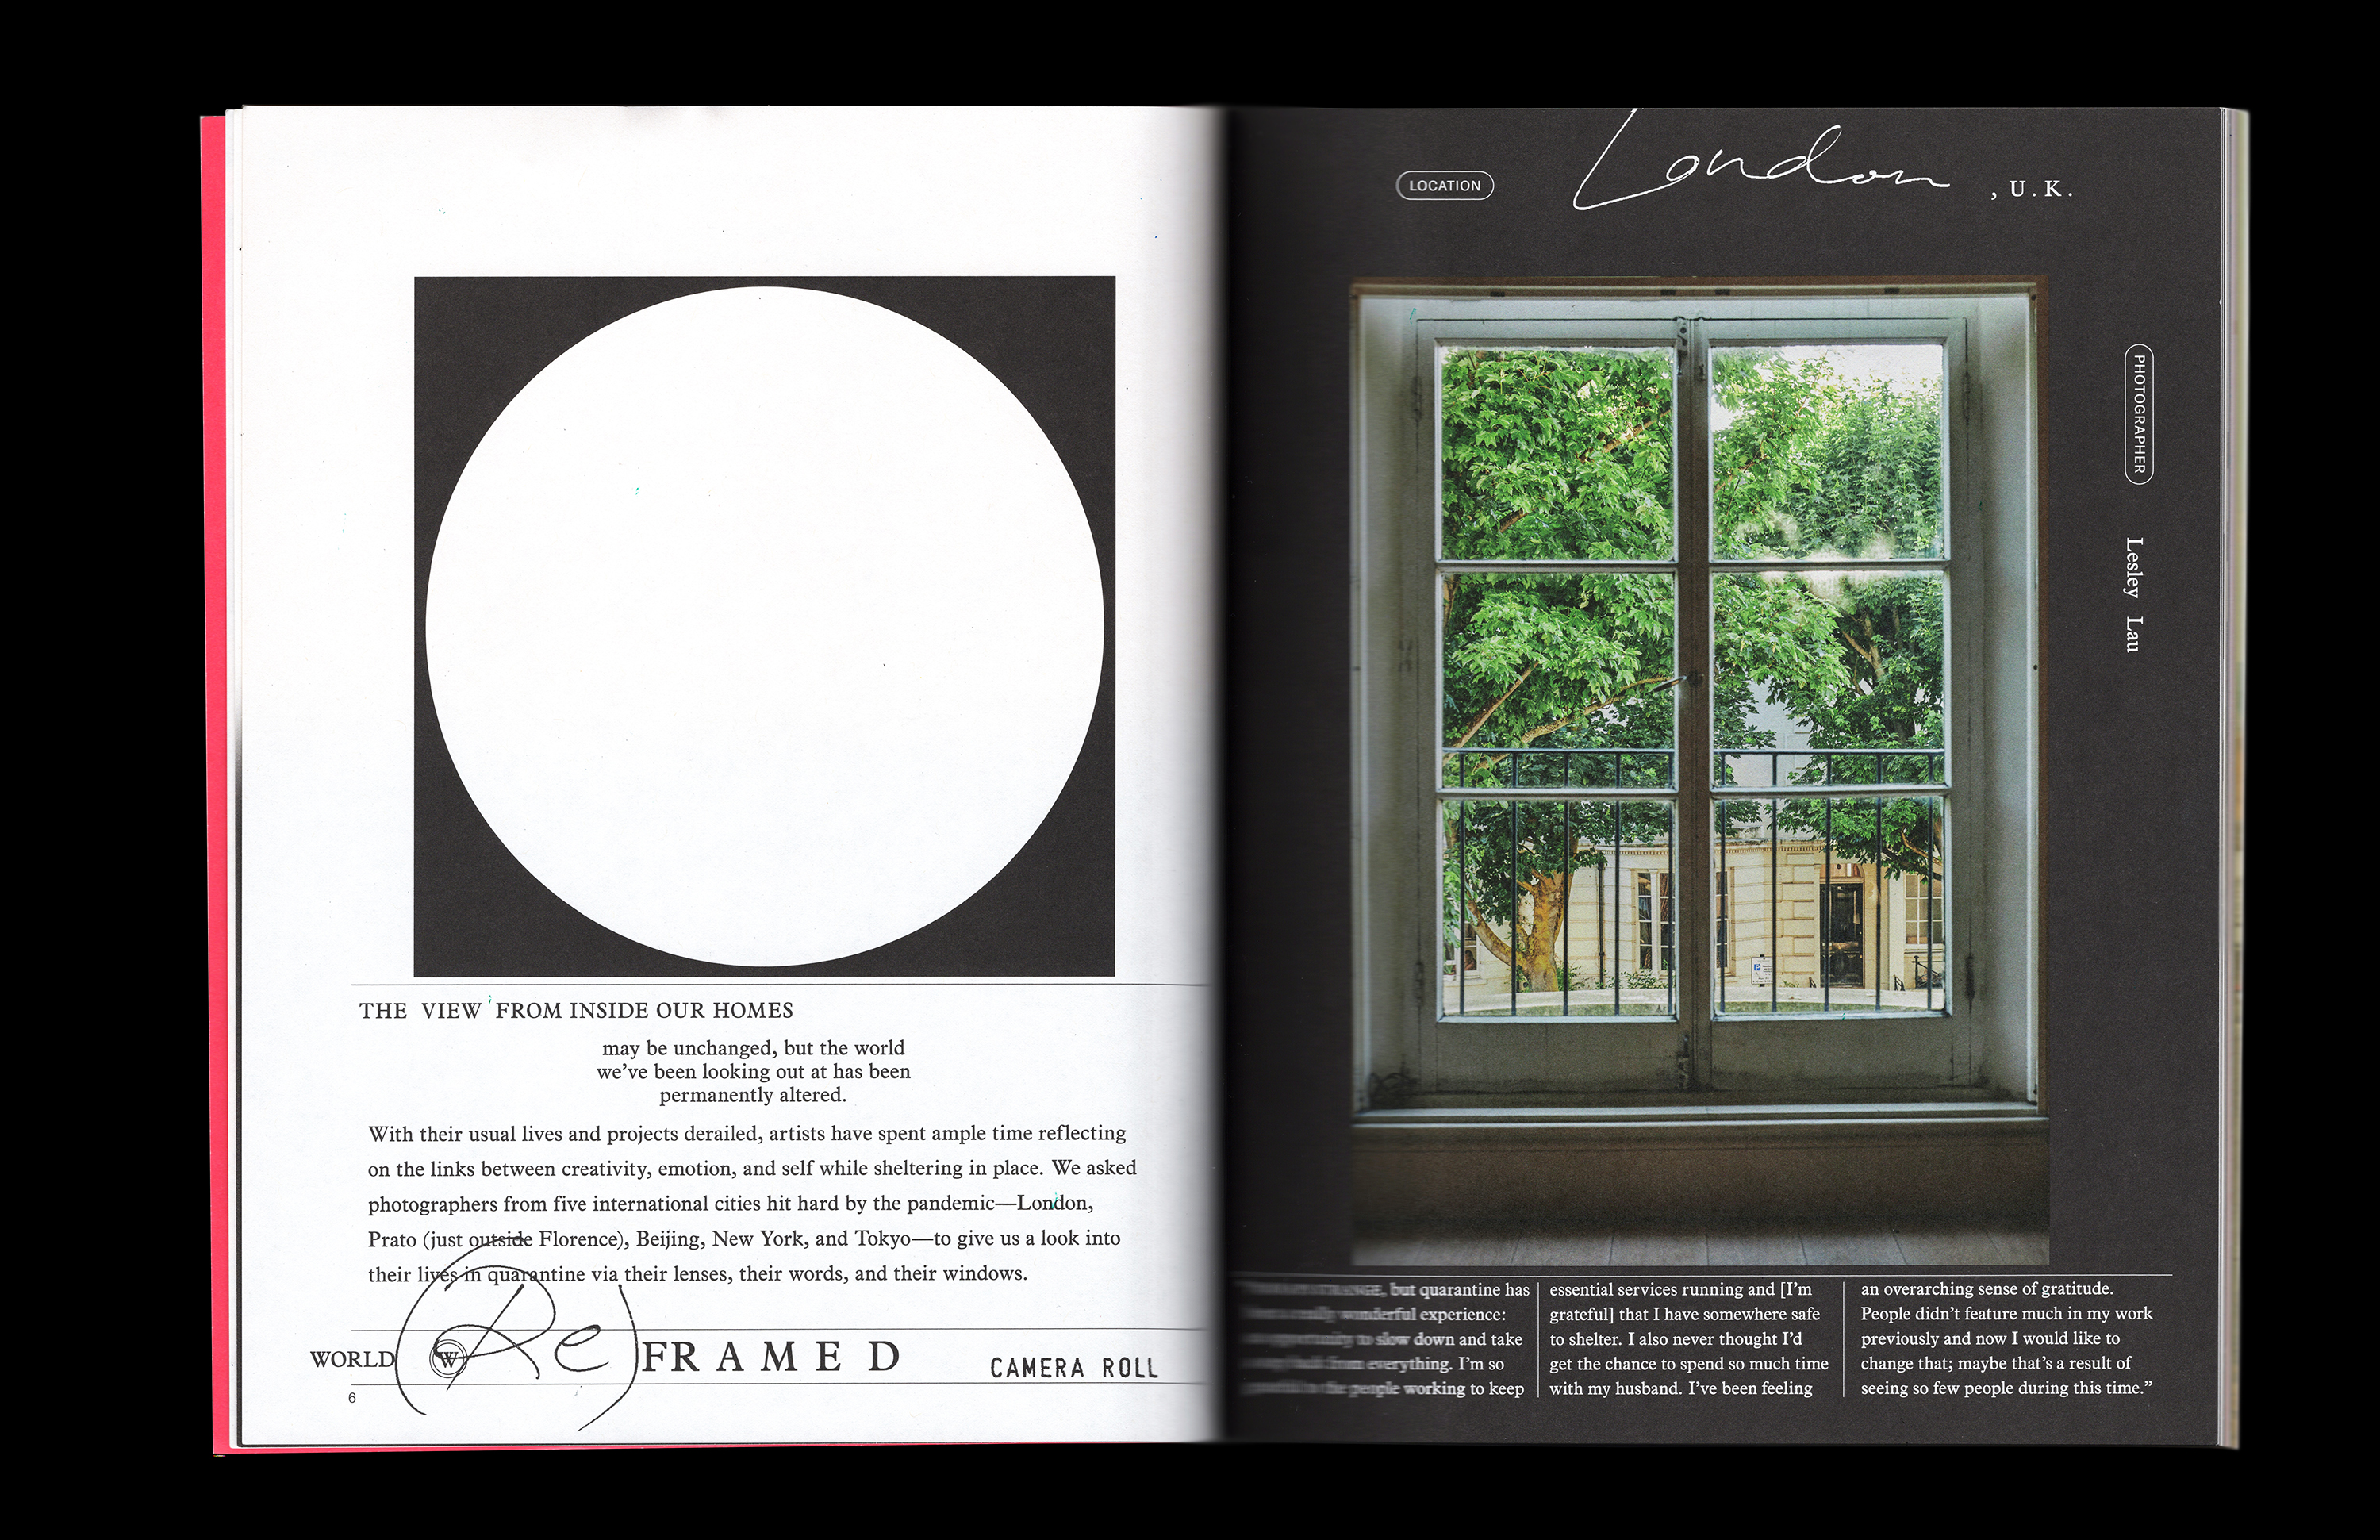 THE VIEW FROM INSIDE OUR HOMES
may be unchanged, but the world
we’ve been looking out at has been
permanently altered.
With their usual lives and projects derailed, artists have spent ample time reflecting
on the links between creativity, emotion, and self while sheltering in place. We asked
photographers from five international cities hit hard by the pandemic—London,
Prato (just outside Florence), Beijing, New York, and Tokyo—to give us a look into
their lives in quarantine via their lenses, their words, and their windows.
WORLD W (Re) FRAMED CAMERA ROLL
6
LOCATION London, U.K.
PHOTOGRAPHER Lesley Lau
but quarantine has
wonderful experience:
to slow down and take
from everything. I’m so
the people working to keep
essential services running and [I’m
grateful] that I have somewhere safe
to shelter. I also never thought I’d
get the chance to spend so much time
with my husband. I’ve been feeling
an overarching sense of gratitude.
People didn’t feature much in my work
previously and now I would like to
change that; maybe that’s a result of
seeing so few people during this time.”